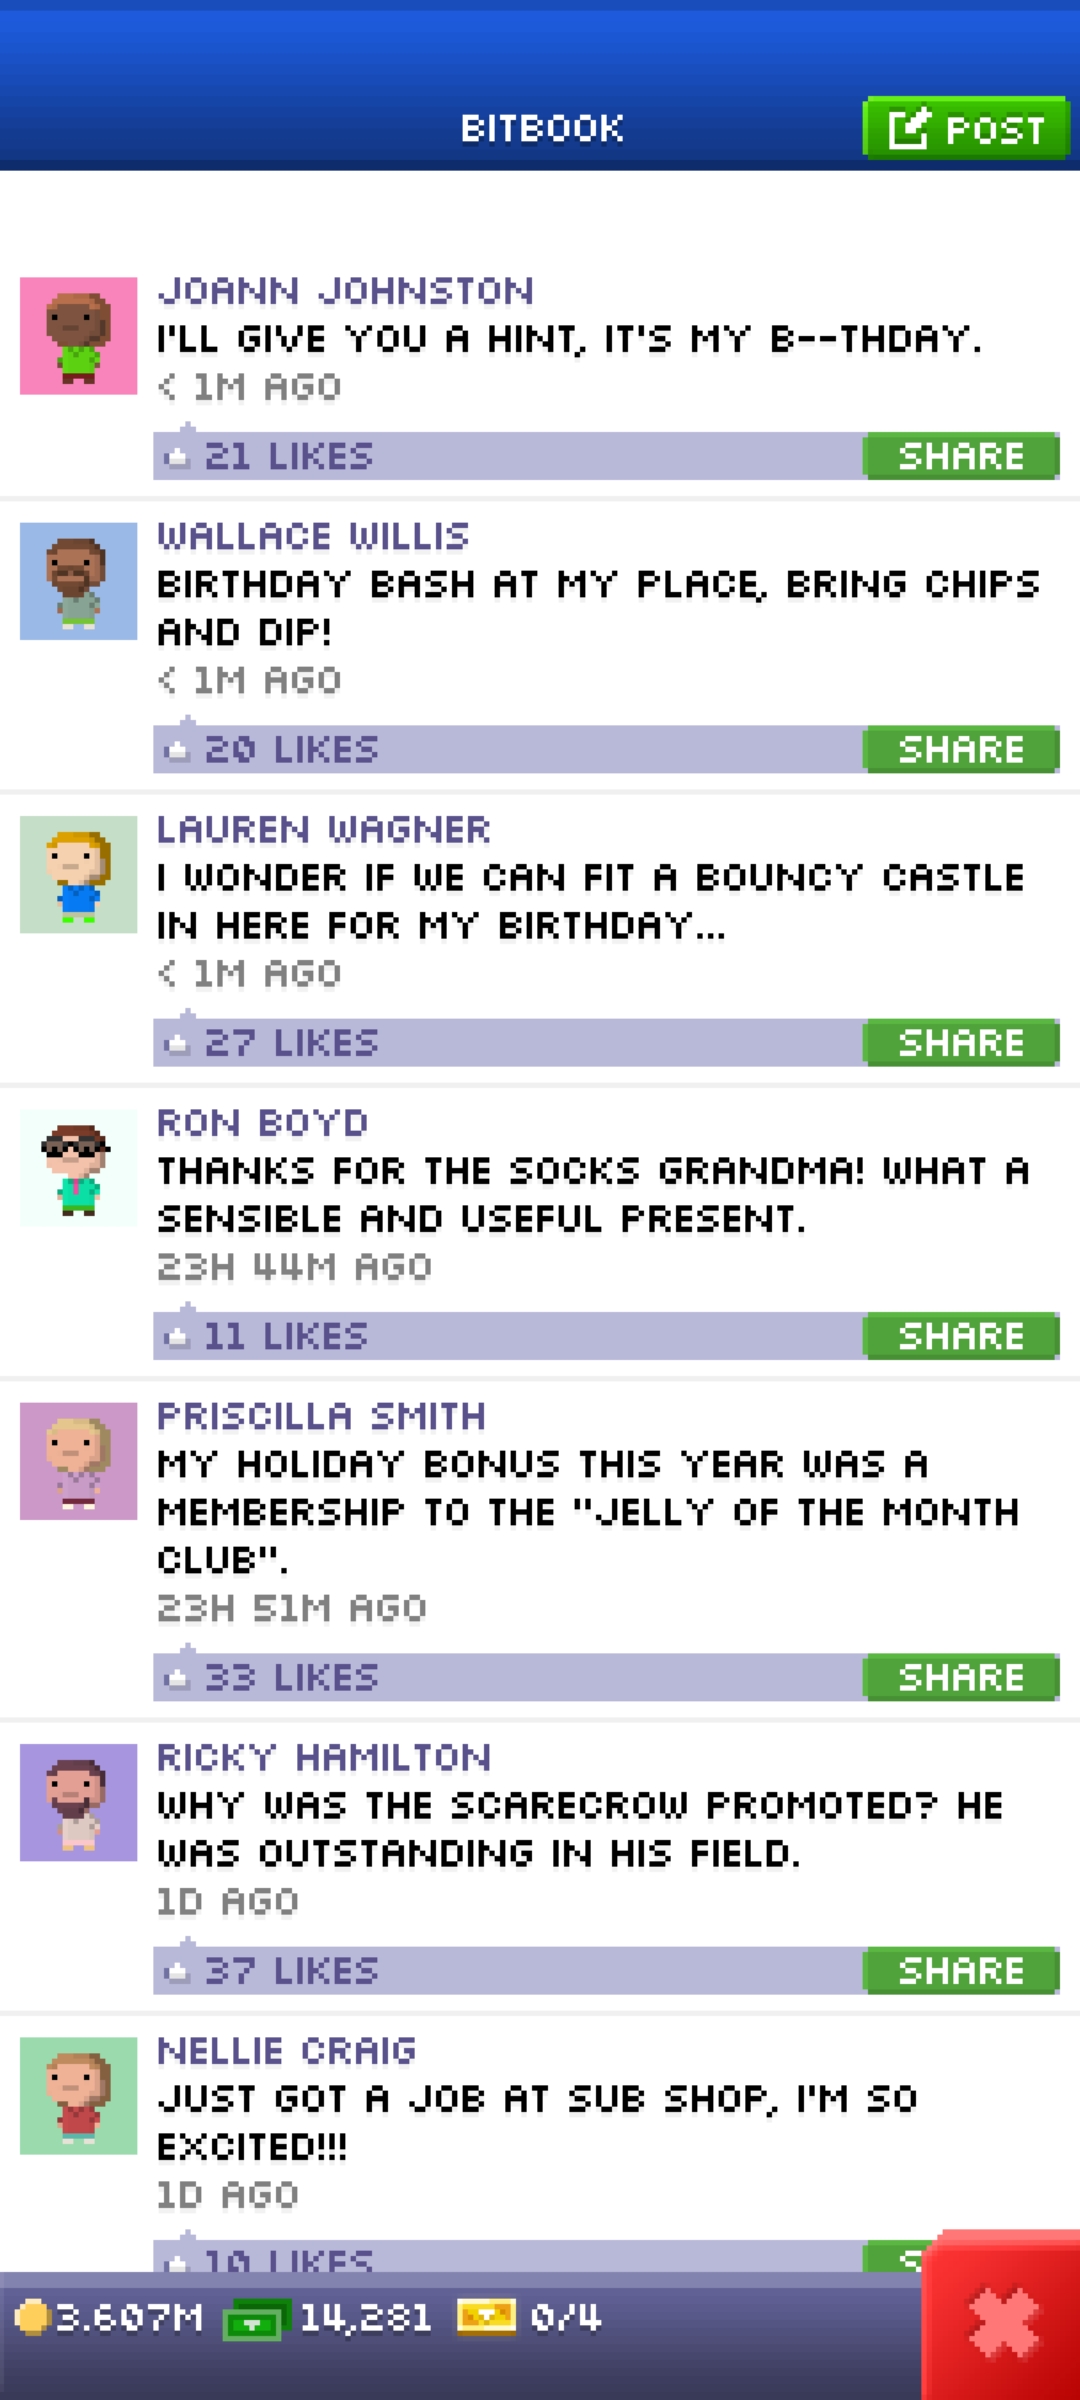 BITBOOK
POST
JOANN JOHNSTON
I'LL GIVE YOU A HINT, IT'S MY B--THDAY.
< 1M AGO
21 LIKES
SHARE
WALLACE WILLIS
BIRTHDAY BASH AT MY PLACE, BRING CHIPS
AND DIP!
< 1M AGO
20 LIKES
SHARE
LAUREN WAGNER
I WONDER IF WE CAN FIT A BOUNCY CASTLE
IN HERE FOR MY BIRTHDAY...
< 1M AGO
27 LIKES
SHARE
RON BOYD
THANKS FOR THE SOCKS GRANDMA! WHAT A
SENSIBLE AND USEFUL PRESENT.
23H 44M AGO
11 LIKES
SHARE
PRISCILLA SMITH
MY HOLIDAY BONUS THIS YEAR WAS A
MEMBERSHIP TO THE "JELLY OF THE MONTH
CLUB".
23H 51M AGO
33 LIKES
SHARE
RICKY HAMILTON
WHY WAS THE SCARECROW PROMOTED? HE
WAS OUTSTANDING IN HIS FIELD.
1D AGO
37 LIKES
SHARE
NELLIE CRAIG
JUST GOT A JOB AT SUB SHOP, I'M SO
EXCITED!!!
1D AGO
10 LIKES
3.607M 14,281 0/4